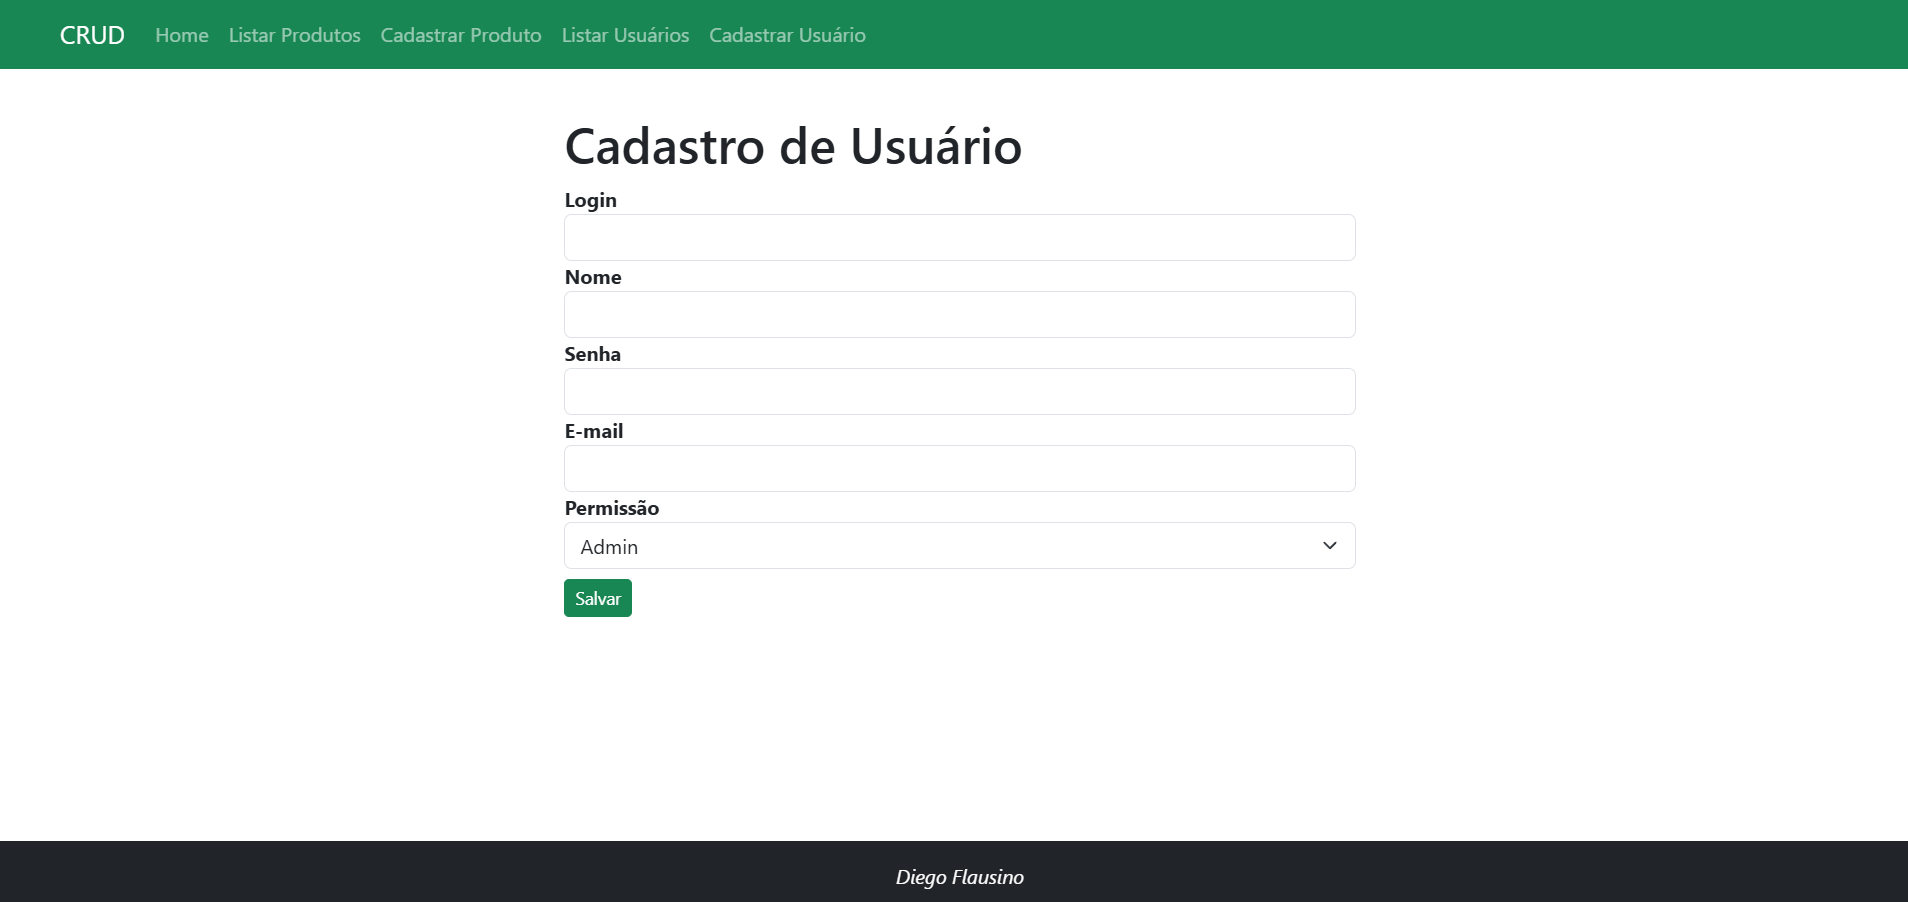 CRUD Home Listar Produtos Cadastrar Produto Listar Usuários Cadastrar Usuário
Cadastro de Usuário
Login
Nome
Senha
E-mail
Permissão
Admin
Salvar
Diego Flausino